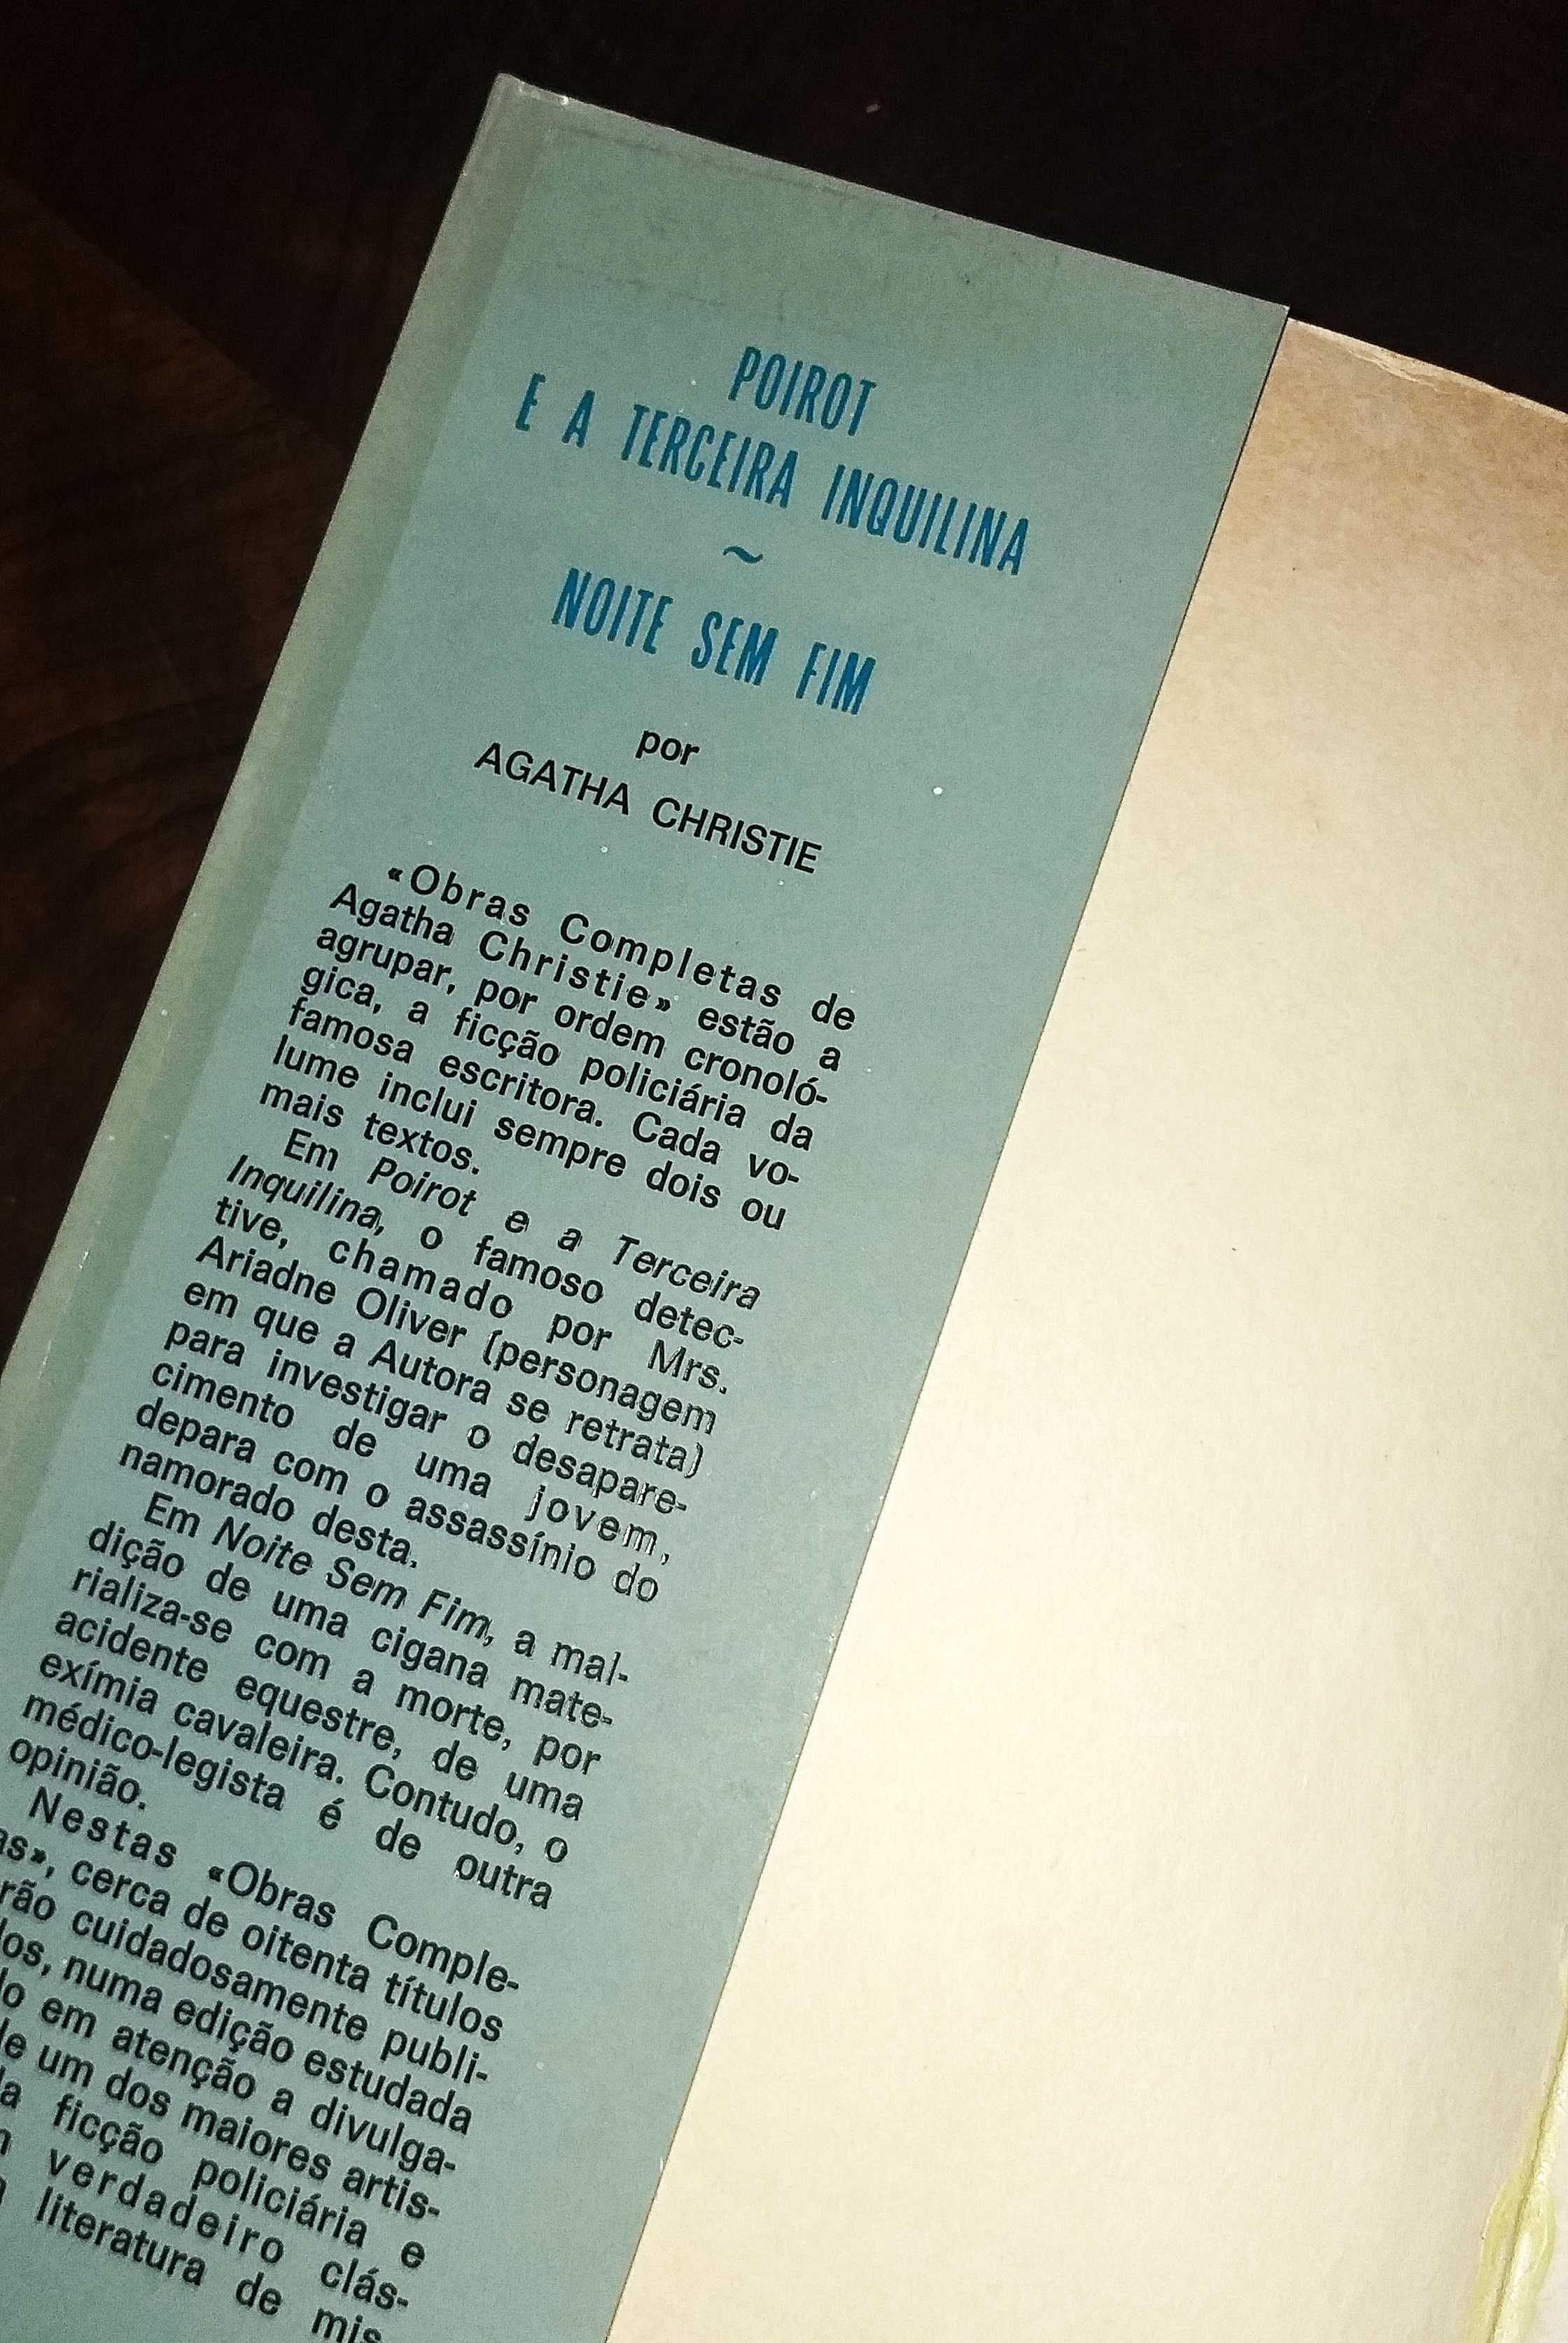 POIROT
E A TERCEIRA INQUILINA
~
NOITE SEM FIM
por
AGATHA CHRISTIE
«Obras Completas de
Agatha Christie» estão a
agrupar, por ordem cronoló-
gica, a ficção policiária da
famosa escritora. Cada vo-
lume inclui sempre dois ou
mais textos.
Em Poirot e a Terceira
Inquilina, o famoso detec-
tive, chamado por Mrs.
Ariadne Oliver (personagem
em que a Autora se retrata)
para investigar o desapare-
cimento de uma jovem,
depara com o assassínio do
namorado desta.
Em Noite Sem Fim, a mal-
dição de uma cigana mate-
rializa-se com a morte, por
acidente equestre, de uma
exímia cavaleira. Contudo, o
médico-legista é de outra
opinião.
Nestas «Obras Comple-
as», cerca de oitenta títulos
rão cuidadosamente publi-
os, numa edição estudada
o em atenção a divulga-
e um dos maiores artis-
a ficção policiária e
verdadeiro clás-
literatura de mis